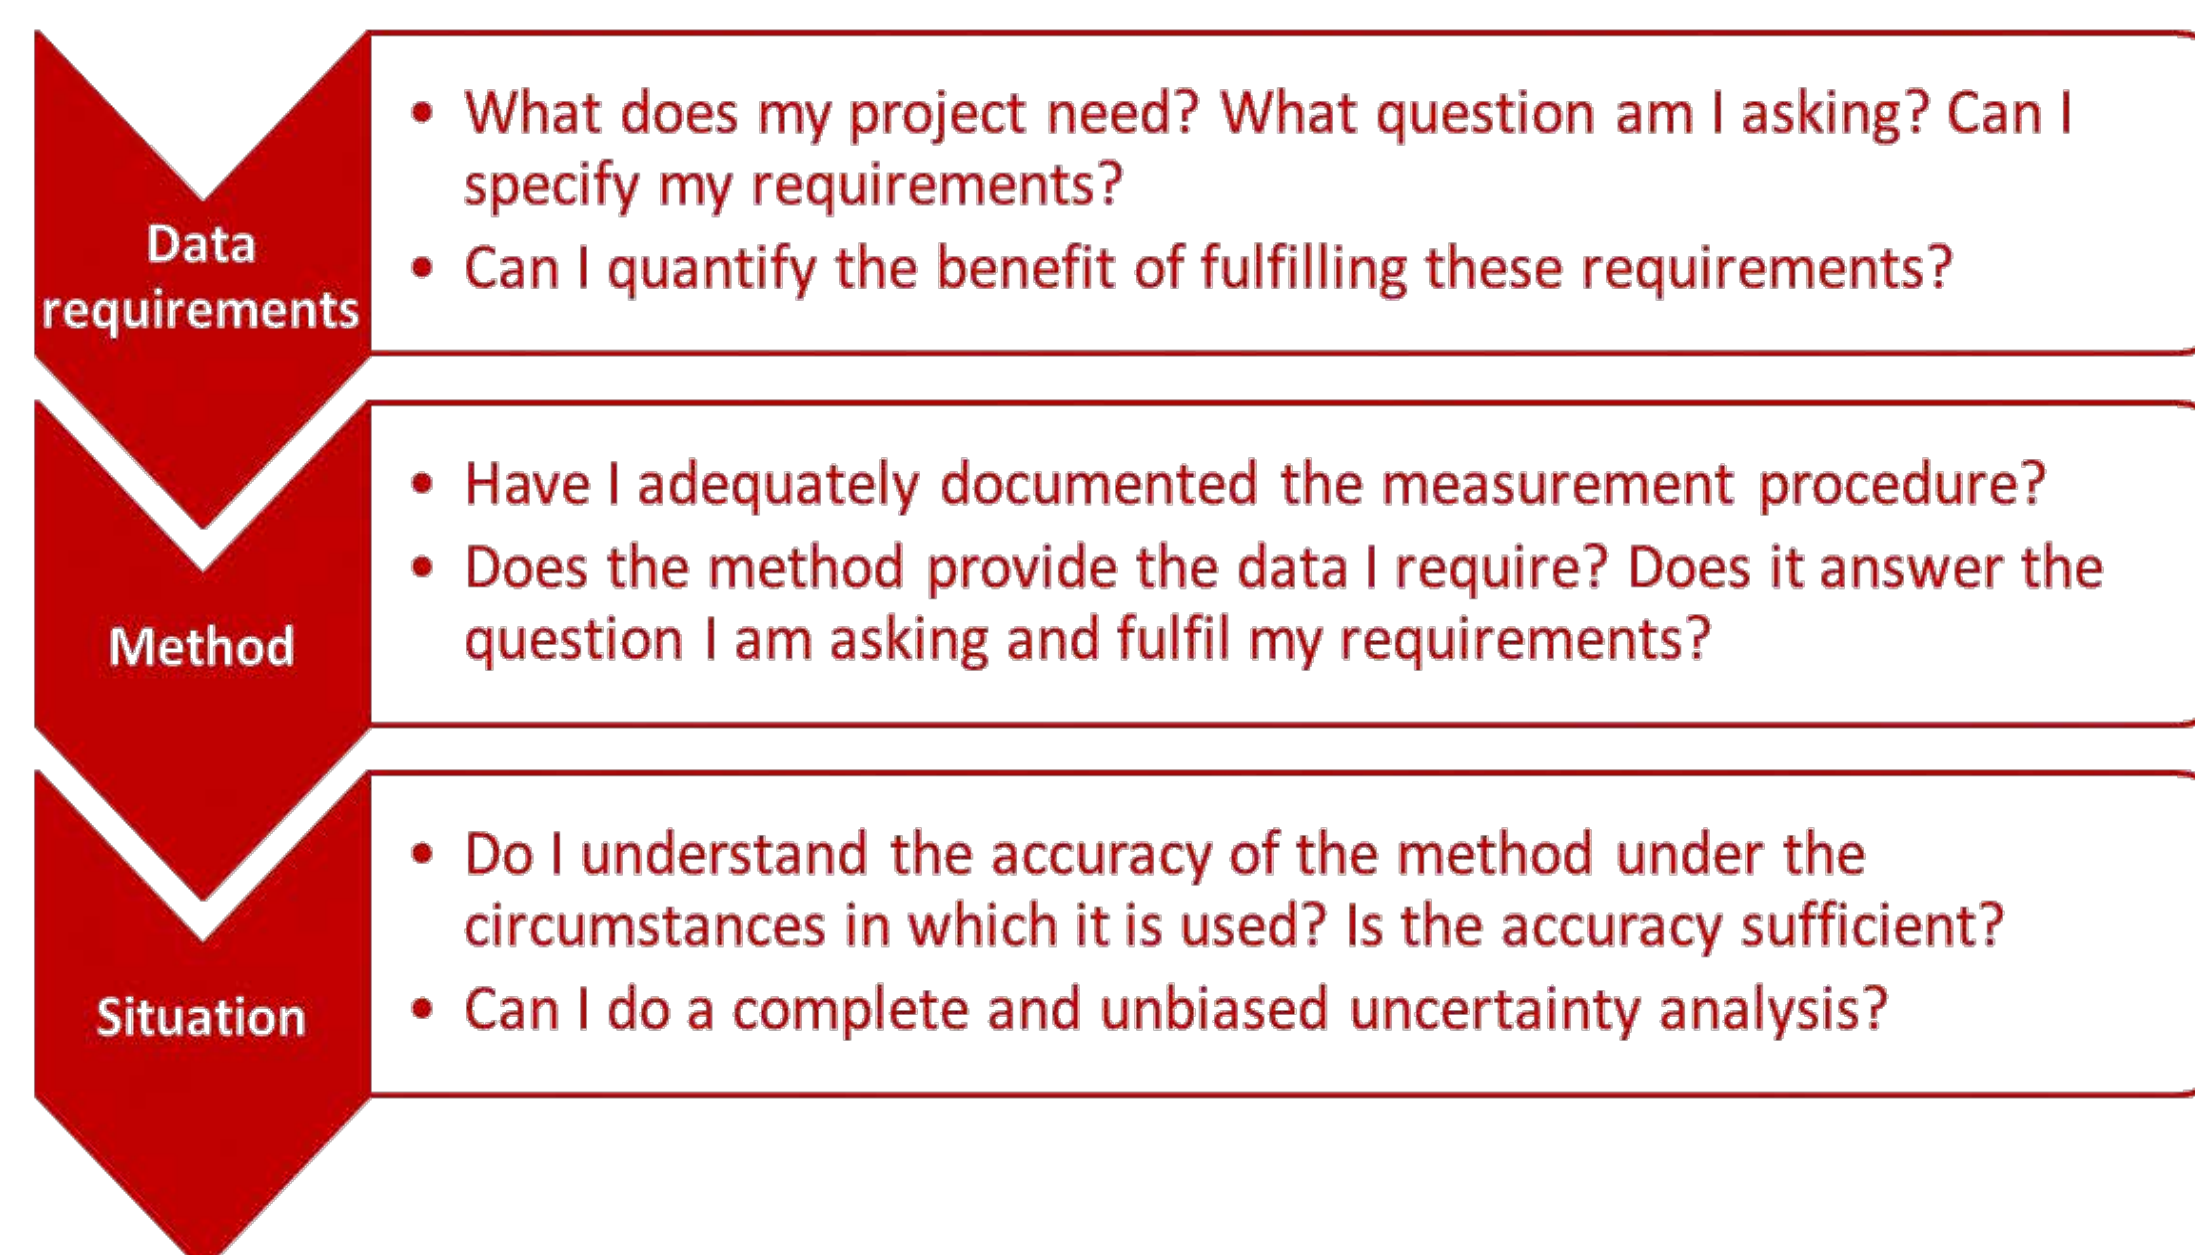 Data
requirements
• What does my project need? What question am I asking? Can I
specify my requirements?
• Can I quantify the benefit of fulfilling these requirements?
Method
• Have I adequately documented the measurement procedure?
• Does the method provide the data I require? Does it answer the
question I am asking and fulfil my requirements?
Situation
• Do I understand the accuracy of the method under the
circumstances in which it is used? Is the accuracy sufficient?
• Can I do a complete and unbiased uncertainty analysis?